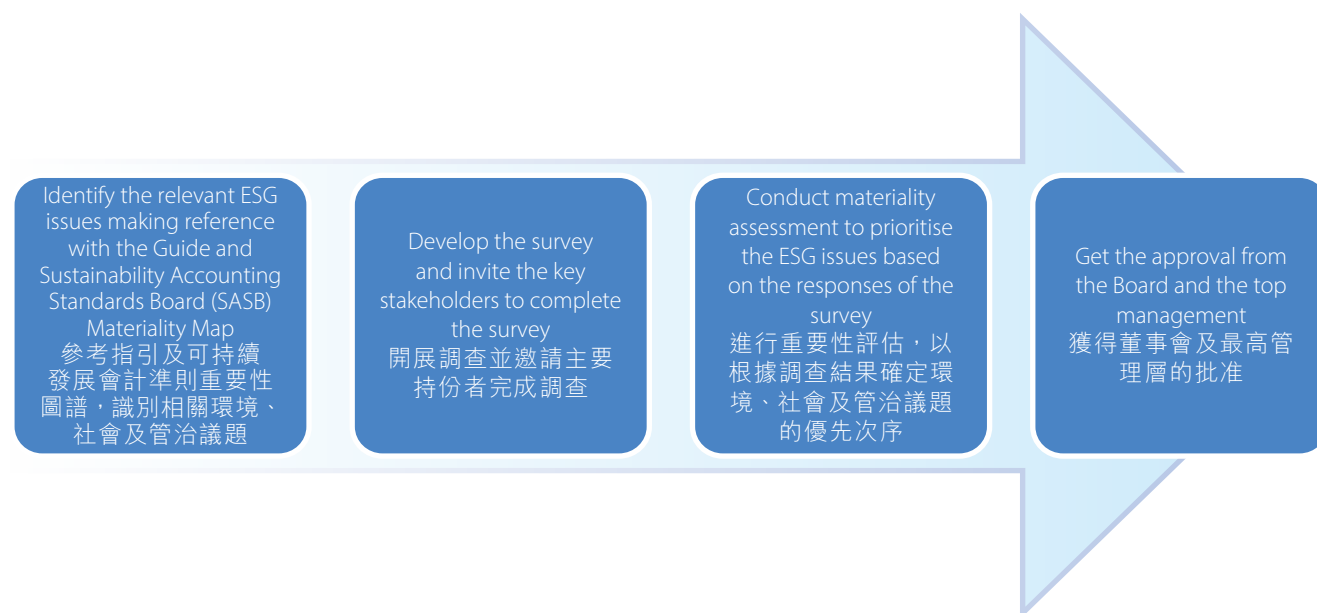 Identify the relevant ESG
issues making reference
with the Guide and
Sustainability Accounting
Standards Board (SASB)
Materiality Map
參考指引及可持續
發展會計準則重要性
圖譜，識別相關環境、
社會及管治議題
Develop the survey
and invite the key
stakeholders to complete
the survey
開展調查並邀請主要
持份者完成調查
Conduct materiality
assessment to prioritise
the ESG issues based
on the responses of the
survey
進行重要性評估，以
根據調查結果確定環
境、社會及管治議題
的優先次序
Get the approval from
the Board and the top
management
獲得董事會及最高管
理層的批准